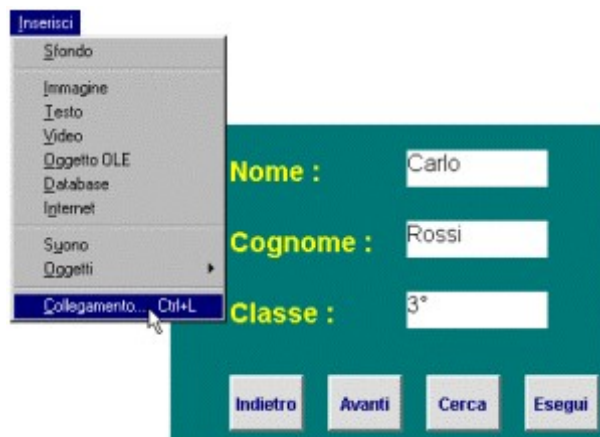 Inserisci
Sfondo
Immagine
Testo
Video
Oggetto OLE
Database
Internet
Suono
Oggetti
Collegamento... Ctrl+L
Nome : Carlo
Cognome : Rossi
Classe : 3°
Indietro Avanti Cerca Esegui